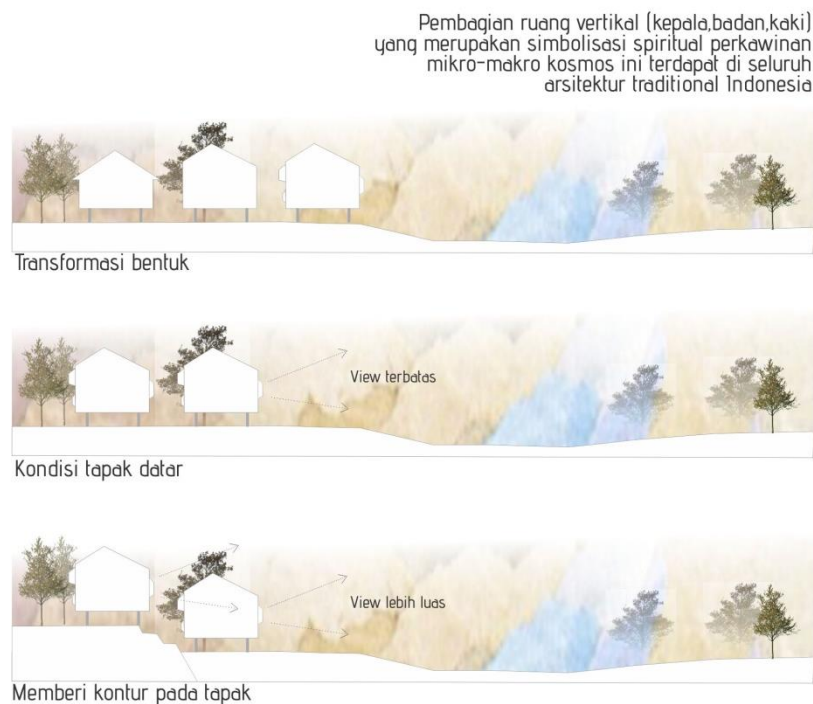 Pembagian ruang vertikal (kepala,badan,kaki)
yang merupakan simbolisasi spiritual perkawinan
mikro-makro kosmos ini terdapat di seluruh
arsitektur traditional Indonesia
Transformasi bentuk
View terbatas
Kondisi tapak datar
View lebih luas
Memberi kontur pada tapak